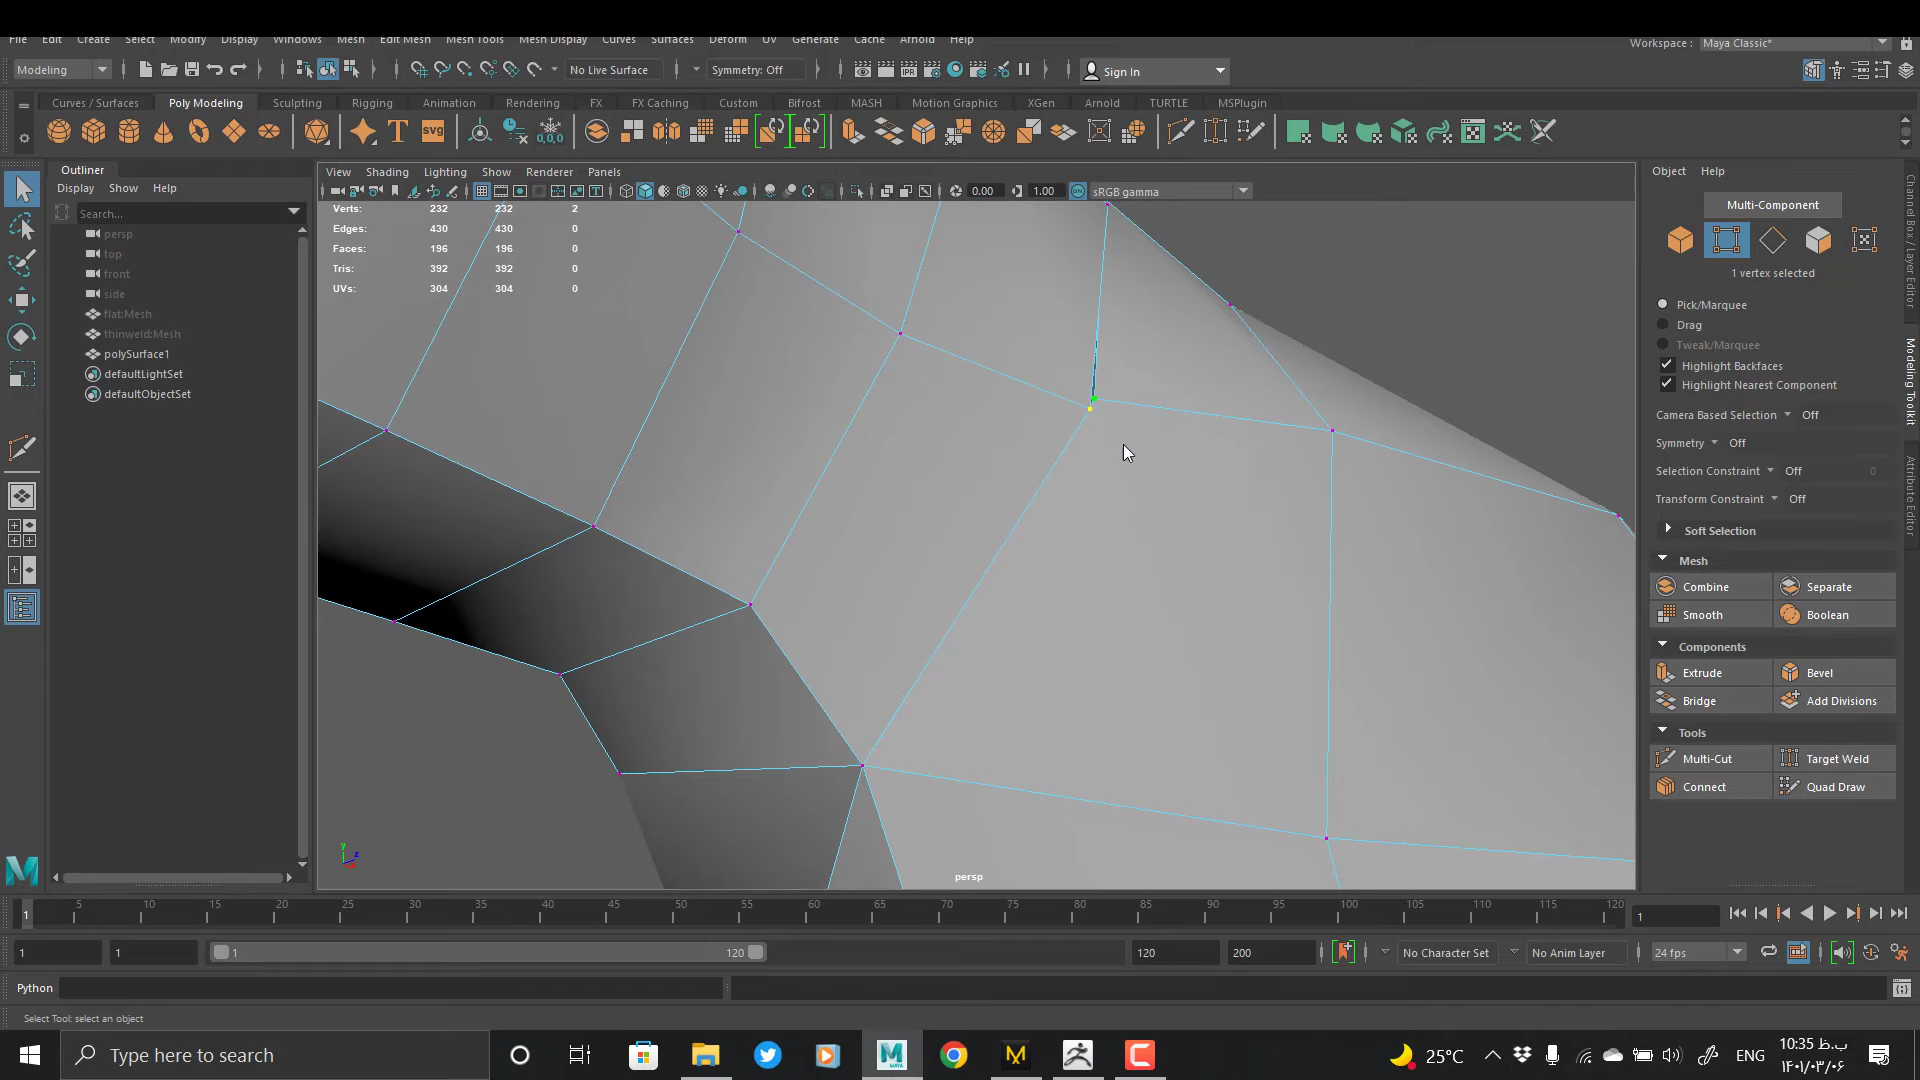 File Edit Create Select Modify Display Windows Mesh Edit Mesh Mesh Tools Mesh Display Curves Surfaces Deform UV Generate Cache Arnold Help
Workspace : Maya Classic*
Modeling No Live Surface Symmetry: Off IPR Sign In
Curves / Surfaces Poly Modeling Sculpting Rigging Animation Rendering FX FX Caching Custom Bifrost MASH Motion Graphics XGen Arnold TURTLE MSPlugin
T SVG 0,0,0
Outliner
Display Show Help
Search...
persp
top
front
side
flat:Mesh
thinweld:Mesh
polySurface1
defaultLightSet
defaultObjectSet
View Shading Lighting Show Renderer Panels
0.00 1.00 ON sRGB gamma
Verts: 232 232 2
Edges: 430 430 0
Faces: 196 196 0
Tris: 392 392 0
UVs: 304 304 0
y
z
persp
Object Help
Multi-Component
1 vertex selected
Pick/Marquee
Drag
Tweak/Marquee
Highlight Backfaces
Highlight Nearest Component
Camera Based Selection Off
Symmetry Off
Selection Constraint Off 0
Transform Constraint Off
Soft Selection
Mesh
Combine Separate
Smooth Boolean
Components
Extrude Bevel
Bridge Add Divisions
Tools
Multi-Cut Target Weld
Connect Quad Draw
Channel Box / Layer Editor
Modeling Toolkit
Attribute Editor
1 5 10 15 20 25 30 35 40 45 50 55 60 65 70 75 80 85 90 95 100 105 110 115 120 1
1 1 1 120 120 200 No Character Set No Anim Layer 24 fps
Python
Select Tool: select an object
Type here to search
MAYA
25°C ENG
10:35 ب.ظ
۱۴۰۱/۰۳/۰۶